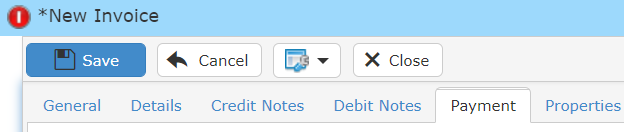 *New Invoice
Save Cancel Close
General Details Credit Notes Debit Notes Payment Properties